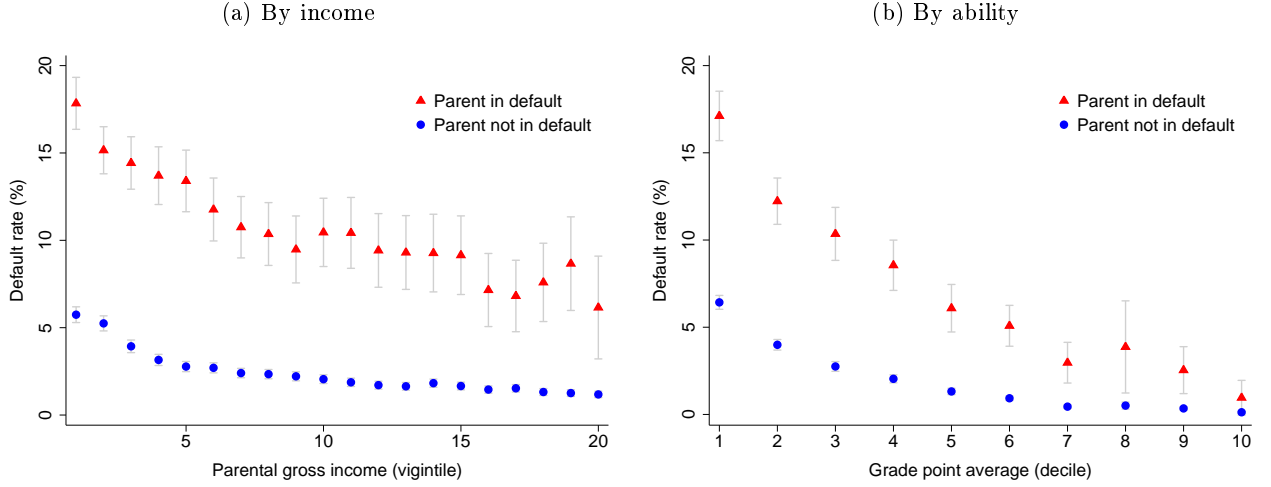 (a) By income
Default rate (%)
20
15
10
5
0
Parent in default
Parent not in default
5 10 15 20
Parental gross income (vigintile)
(b) By ability
Default rate (%)
20
15
10
5
0
Parent in default
Parent not in default
1 2 3 4 5 6 7 8 9 10
Grade point average (decile)